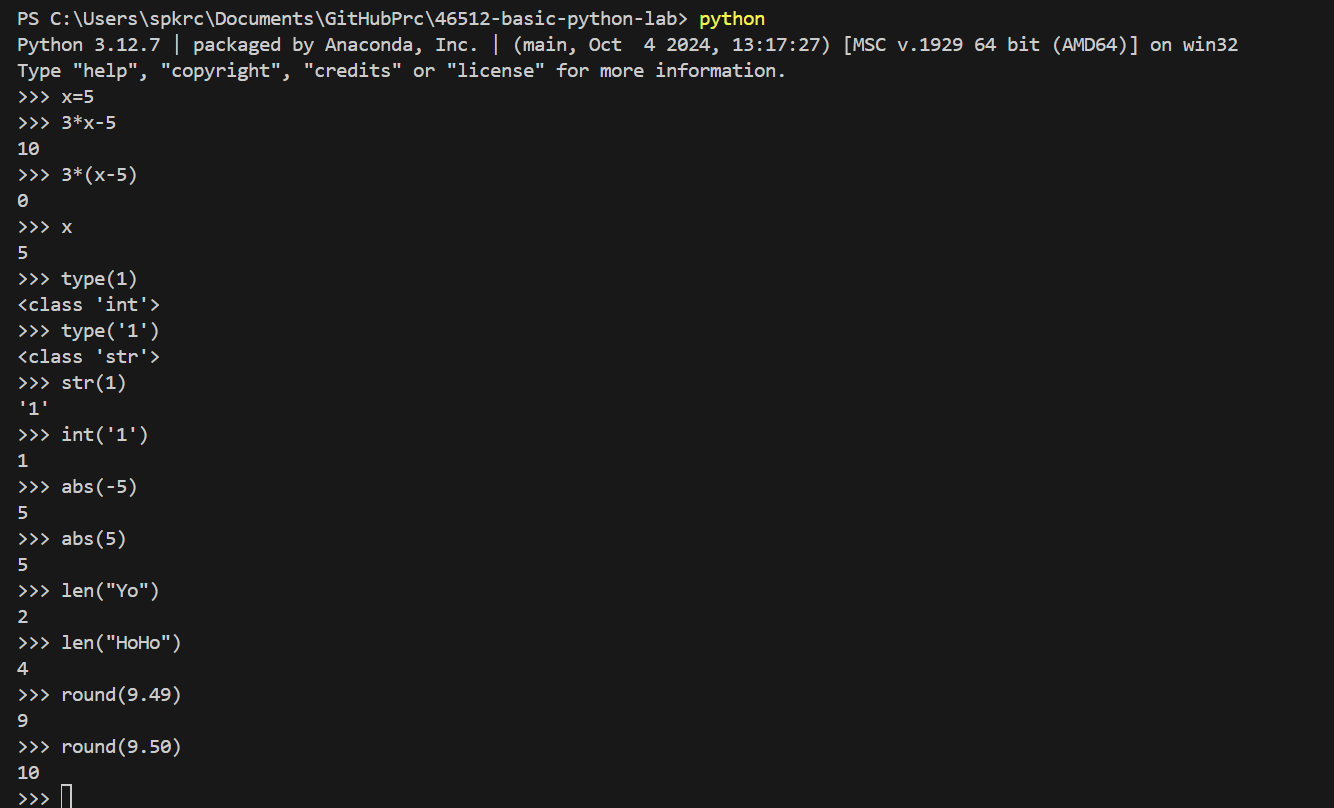 PS C:\Users\spkrc\Documents\GitHubPrc\46512-basic-python-lab> python
Python 3.12.7 | packaged by Anaconda, Inc. | (main, Oct  4 2024, 13:17:27) [MSC v.1929 64 bit (AMD64)] on win32
Type "help", "copyright", "credits" or "license" for more information.
>>> x=5
>>> 3*x-5
10
>>> 3*(x-5)
0
>>> x
5
>>> type(1)
<class 'int'>
>>> type('1')
<class 'str'>
>>> str(1)
'1'
>>> int('1')
1
>>> abs(-5)
5
>>> abs(5)
5
>>> len("Yo")
2
>>> len("HoHo")
4
>>> round(9.49)
9
>>> round(9.50)
10
>>>